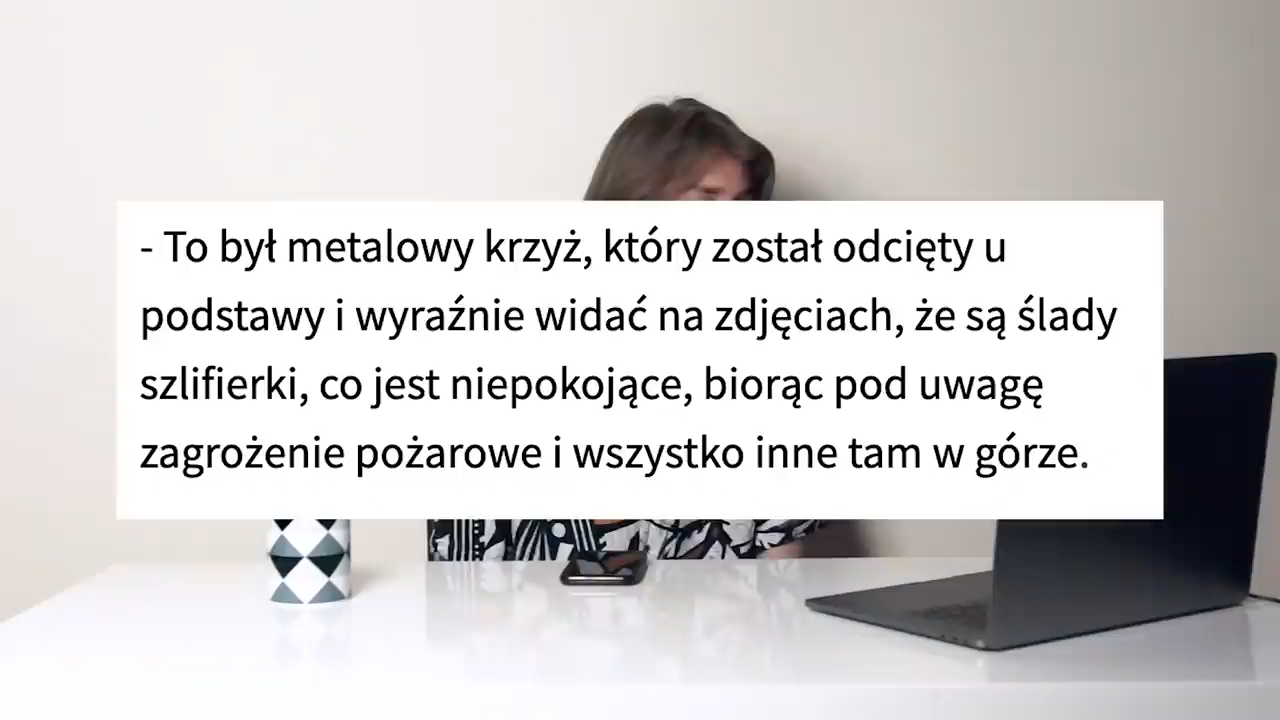 - To był metalowy krzyż, który został odcięty u
podstawy i wyraźnie widać na zdjęciach, że są ślady
szlifierki, co jest niepokojące, biorąc pod uwagę
zagrożenie pożarowe i wszystko inne tam w górze.